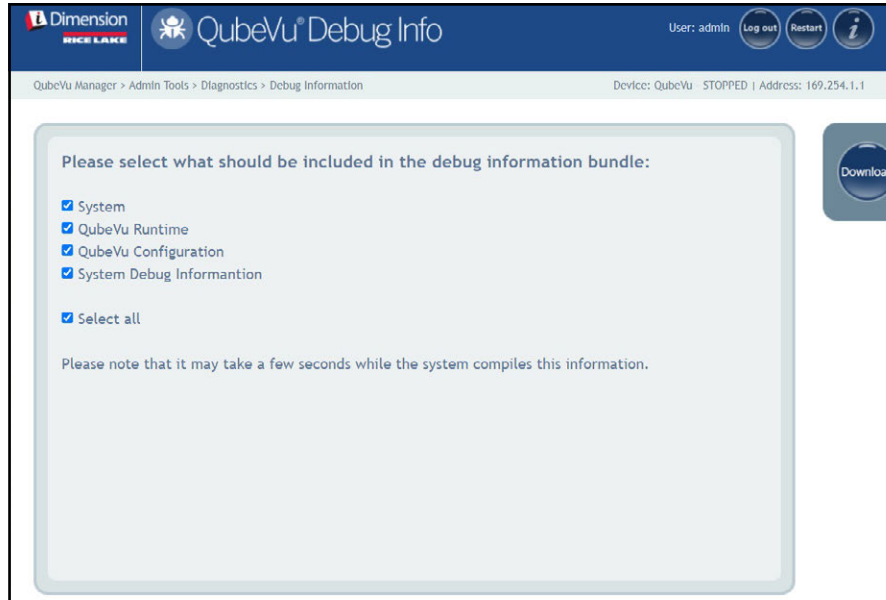 iDimension
RICE LAKE
QubeVu® Debug Info
User: admin
Log out
Restart
i
QubeVu Manager > Admin Tools > Diagnostics > Debug Information
Device: QubeVu STOPPED | Address: 169.254.1.1
Please select what should be included in the debug information bundle:
System
QubeVu Runtime
QubeVu Configuration
System Debug Informantion
Select all
Please note that it may take a few seconds while the system compiles this information.
Downloa